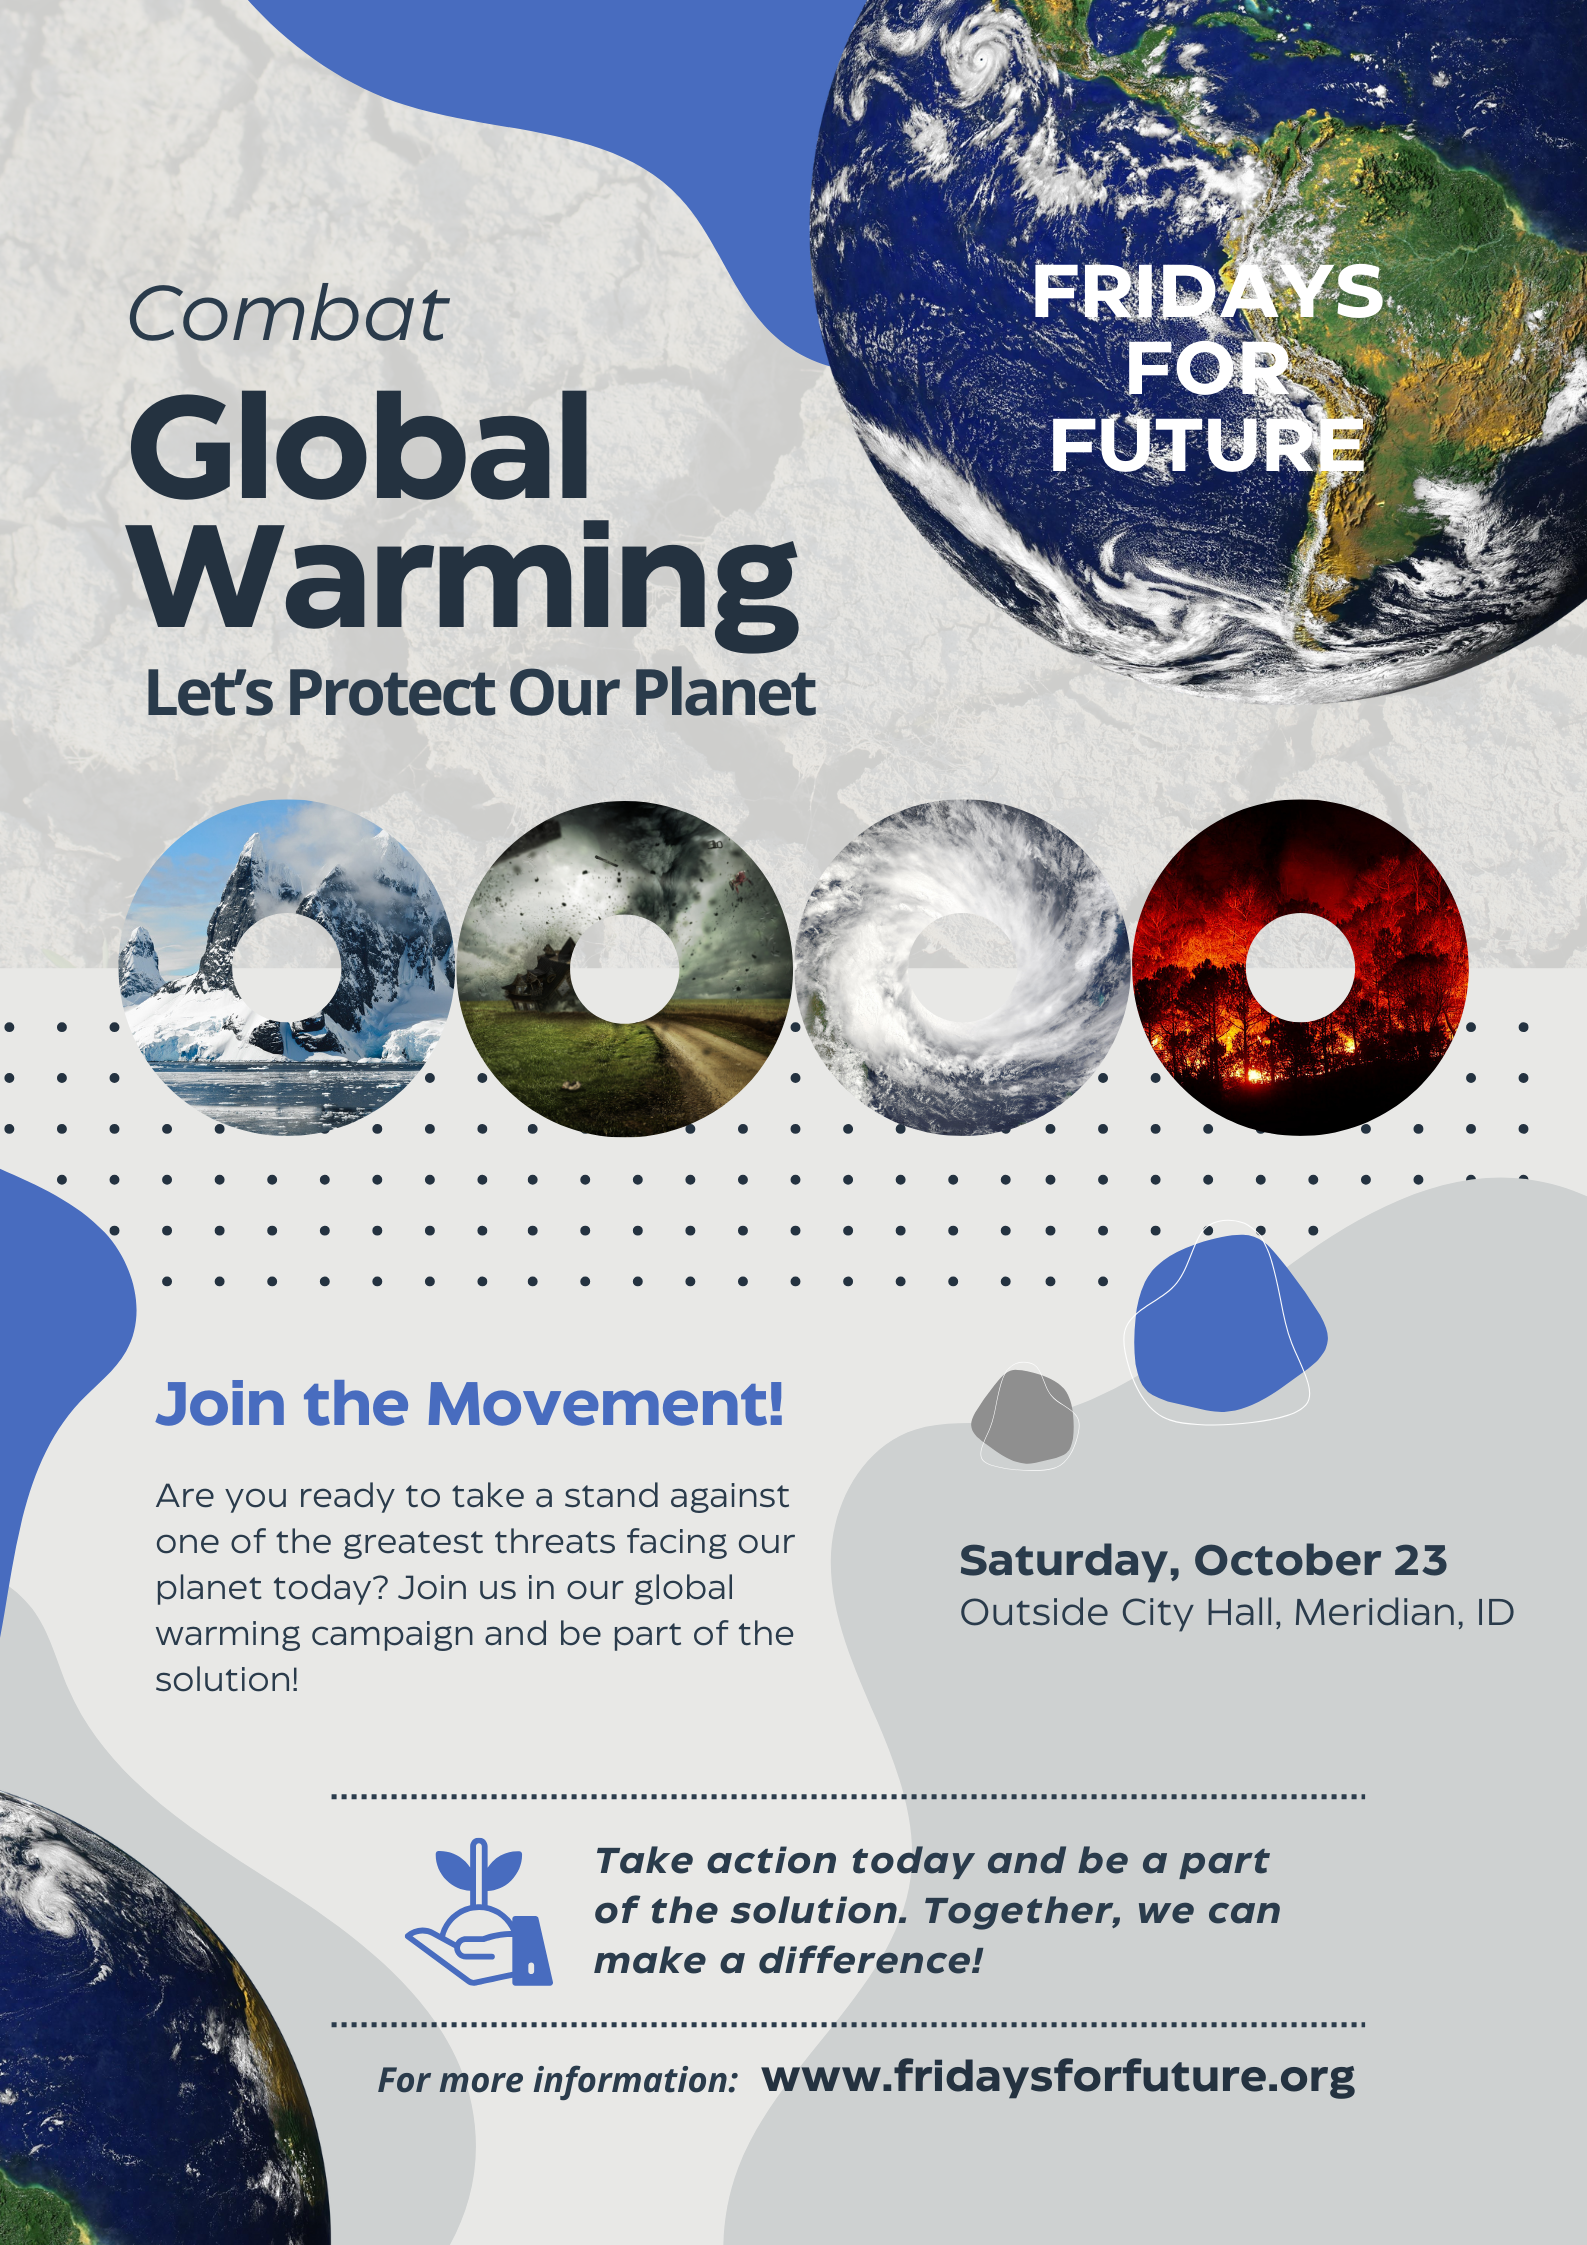 Combat
Global
Warming
Let's Protect Our Planet
FRIDAYS
FOR
FUTURE
Join the Movement!
Are you ready to take a stand against
one of the greatest threats facing our
planet today? Join us in our global
warming campaign and be part of the
solution!
Saturday, October 23
Outside City Hall, Meridian, ID
Take action today and be a part
of the solution. Together, we can
make a difference!
For more information: www.fridaysforfuture.org